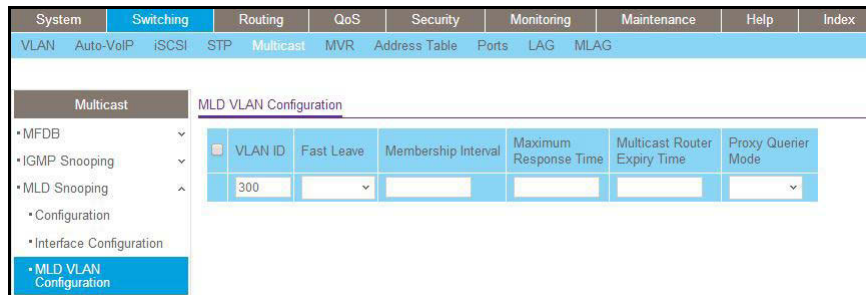 System Switching Routing QoS Security Monitoring Maintenance Help Index
VLAN Auto-VoIP iSCSI STP Multicast MVR Address Table Ports LAG MLAG
Multicast
MLD VLAN Configuration
MFDB
IGMP Snooping
MLD Snooping
Configuration
Interface Configuration
MLD VLAN
Configuration
VLAN ID Fast Leave Membership Interval Maximum Response Time Multicast Router Expiry Time Proxy Querier Mode
300